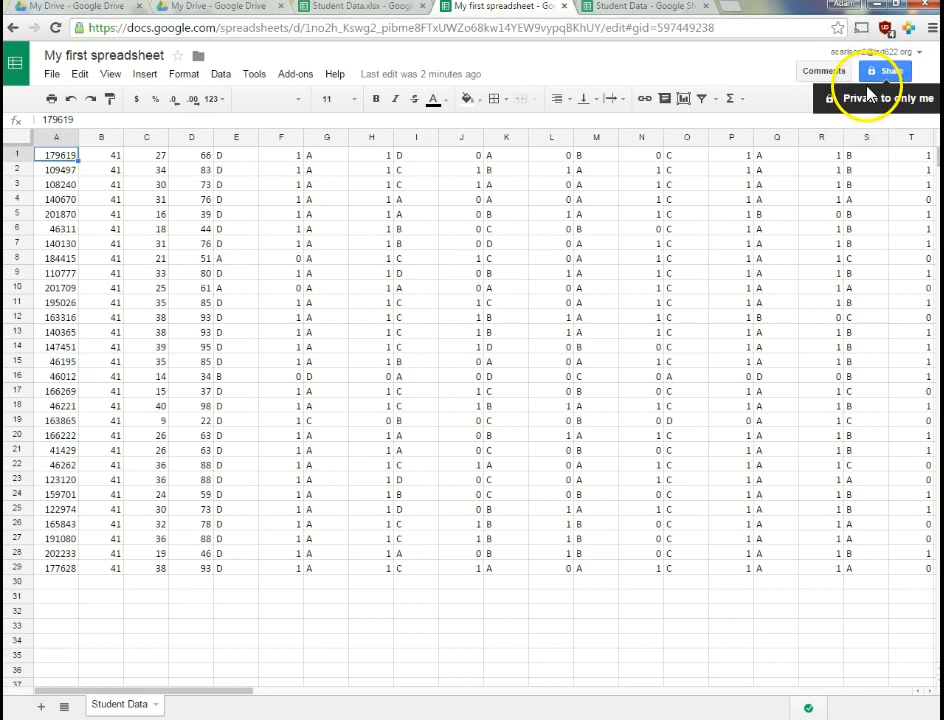 My Drive - Google Drive × My Drive - Google Drive × Student Data.xlsx - Googl × My first spreadsheet - Goo × Student Data - Google Sh × Adam
https://docs.google.com/spreadsheets/d/1no2h_Kswg2_pibme8FTxUWZo68kw14YEW9vypqBKhUY/edit#gid=597449238
My first spreadsheet
File Edit View Insert Format Data Tools Add-ons Help Last edit was 2 minutes ago Comments Share
$ % .0 .00 123 11 B I S A Σ Private to only me
fx 179619
A B C D E F G H I J K L M N O P Q R S T
1 179619 41 27 66 D 1 A 1 D 0 A 0 B 0 C 1 A 1 B 1
2 109497 41 34 83 D 1 A 1 C 1 B 1 A 1 C 1 A 1 B 1
3 108240 41 30 73 D 1 A 1 C 1 A 0 A 1 C 1 A 1 B 1
4 140670 41 31 76 D 1 A 1 A 0 A 0 A 1 C 1 A 1 A 0
5 201870 41 16 39 D 1 A 1 A 0 B 1 A 1 C 1 B 0 B 1
6 46311 41 18 44 D 1 A 1 B 0 C 0 B 0 C 1 A 1 B 1
7 140130 41 31 76 D 1 A 1 B 0 D 0 A 1 C 1 A 1 B 1
8 184415 41 21 51 A 0 A 1 C 1 C 0 A 1 C 1 A 1 C 0
9 110777 41 33 80 D 1 A 1 D 0 B 1 A 1 C 1 A 1 B 1
10 201709 41 25 61 A 0 A 1 A 0 A 0 A 1 C 1 A 1 A 0
11 195026 41 35 85 D 1 A 1 C 1 C 0 A 1 C 1 A 1 B 1
12 163316 41 38 93 D 1 A 1 C 1 B 1 A 1 C 1 B 0 C 0
13 140365 41 38 93 D 1 A 1 C 1 B 1 A 1 C 1 A 1 B 1
14 147451 41 39 95 D 1 A 1 C 1 D 0 B 0 C 1 A 1 B 1
15 46195 41 35 85 D 1 A 1 B 0 A 0 A 1 C 1 A 1 B 1
16 46012 41 14 34 B 0 D 0 A 0 D 0 C 0 A 0 D 0 B 1
17 166269 41 15 37 D 1 A 1 C 1 C 0 B 0 C 1 A 1 C 0
18 46221 41 40 98 D 1 A 1 C 1 B 1 A 1 C 1 A 1 B 1
19 163865 41 9 22 D 1 C 0 B 0 C 0 B 0 D 0 A 1 C 0
20 166222 41 26 63 D 1 A 1 A 0 B 1 A 1 C 1 A 1 B 1
21 41429 41 26 63 D 1 A 1 A 0 C 0 B 0 C 1 A 1 B 1
22 46262 41 36 88 D 1 A 1 C 1 A 0 A 1 C 1 A 1 C 0
23 123120 41 36 88 D 1 A 1 C 0 A 0 A 1 C 1 A 1 A 0
24 159701 41 24 59 D 1 A 1 B 0 C 0 B 0 C 1 A 1 B 1
25 122974 41 30 73 D 1 A 1 D 0 B 1 A 1 C 1 A 1 B 1
26 165843 41 32 78 D 1 A 1 C 1 B 1 B 0 C 1 A 1 A 0
27 191080 41 36 88 D 1 A 1 C 1 B 1 B 0 C 1 A 1 A 0
28 202233 41 19 46 D 1 A 1 A 0 B 1 B 0 C 1 A 1 B 1
29 177628 41 38 93 D 1 A 1 C 1 A 0 A 1 C 1 A 1 A 0
30
31
32
33
34
35
36
37
Student Data